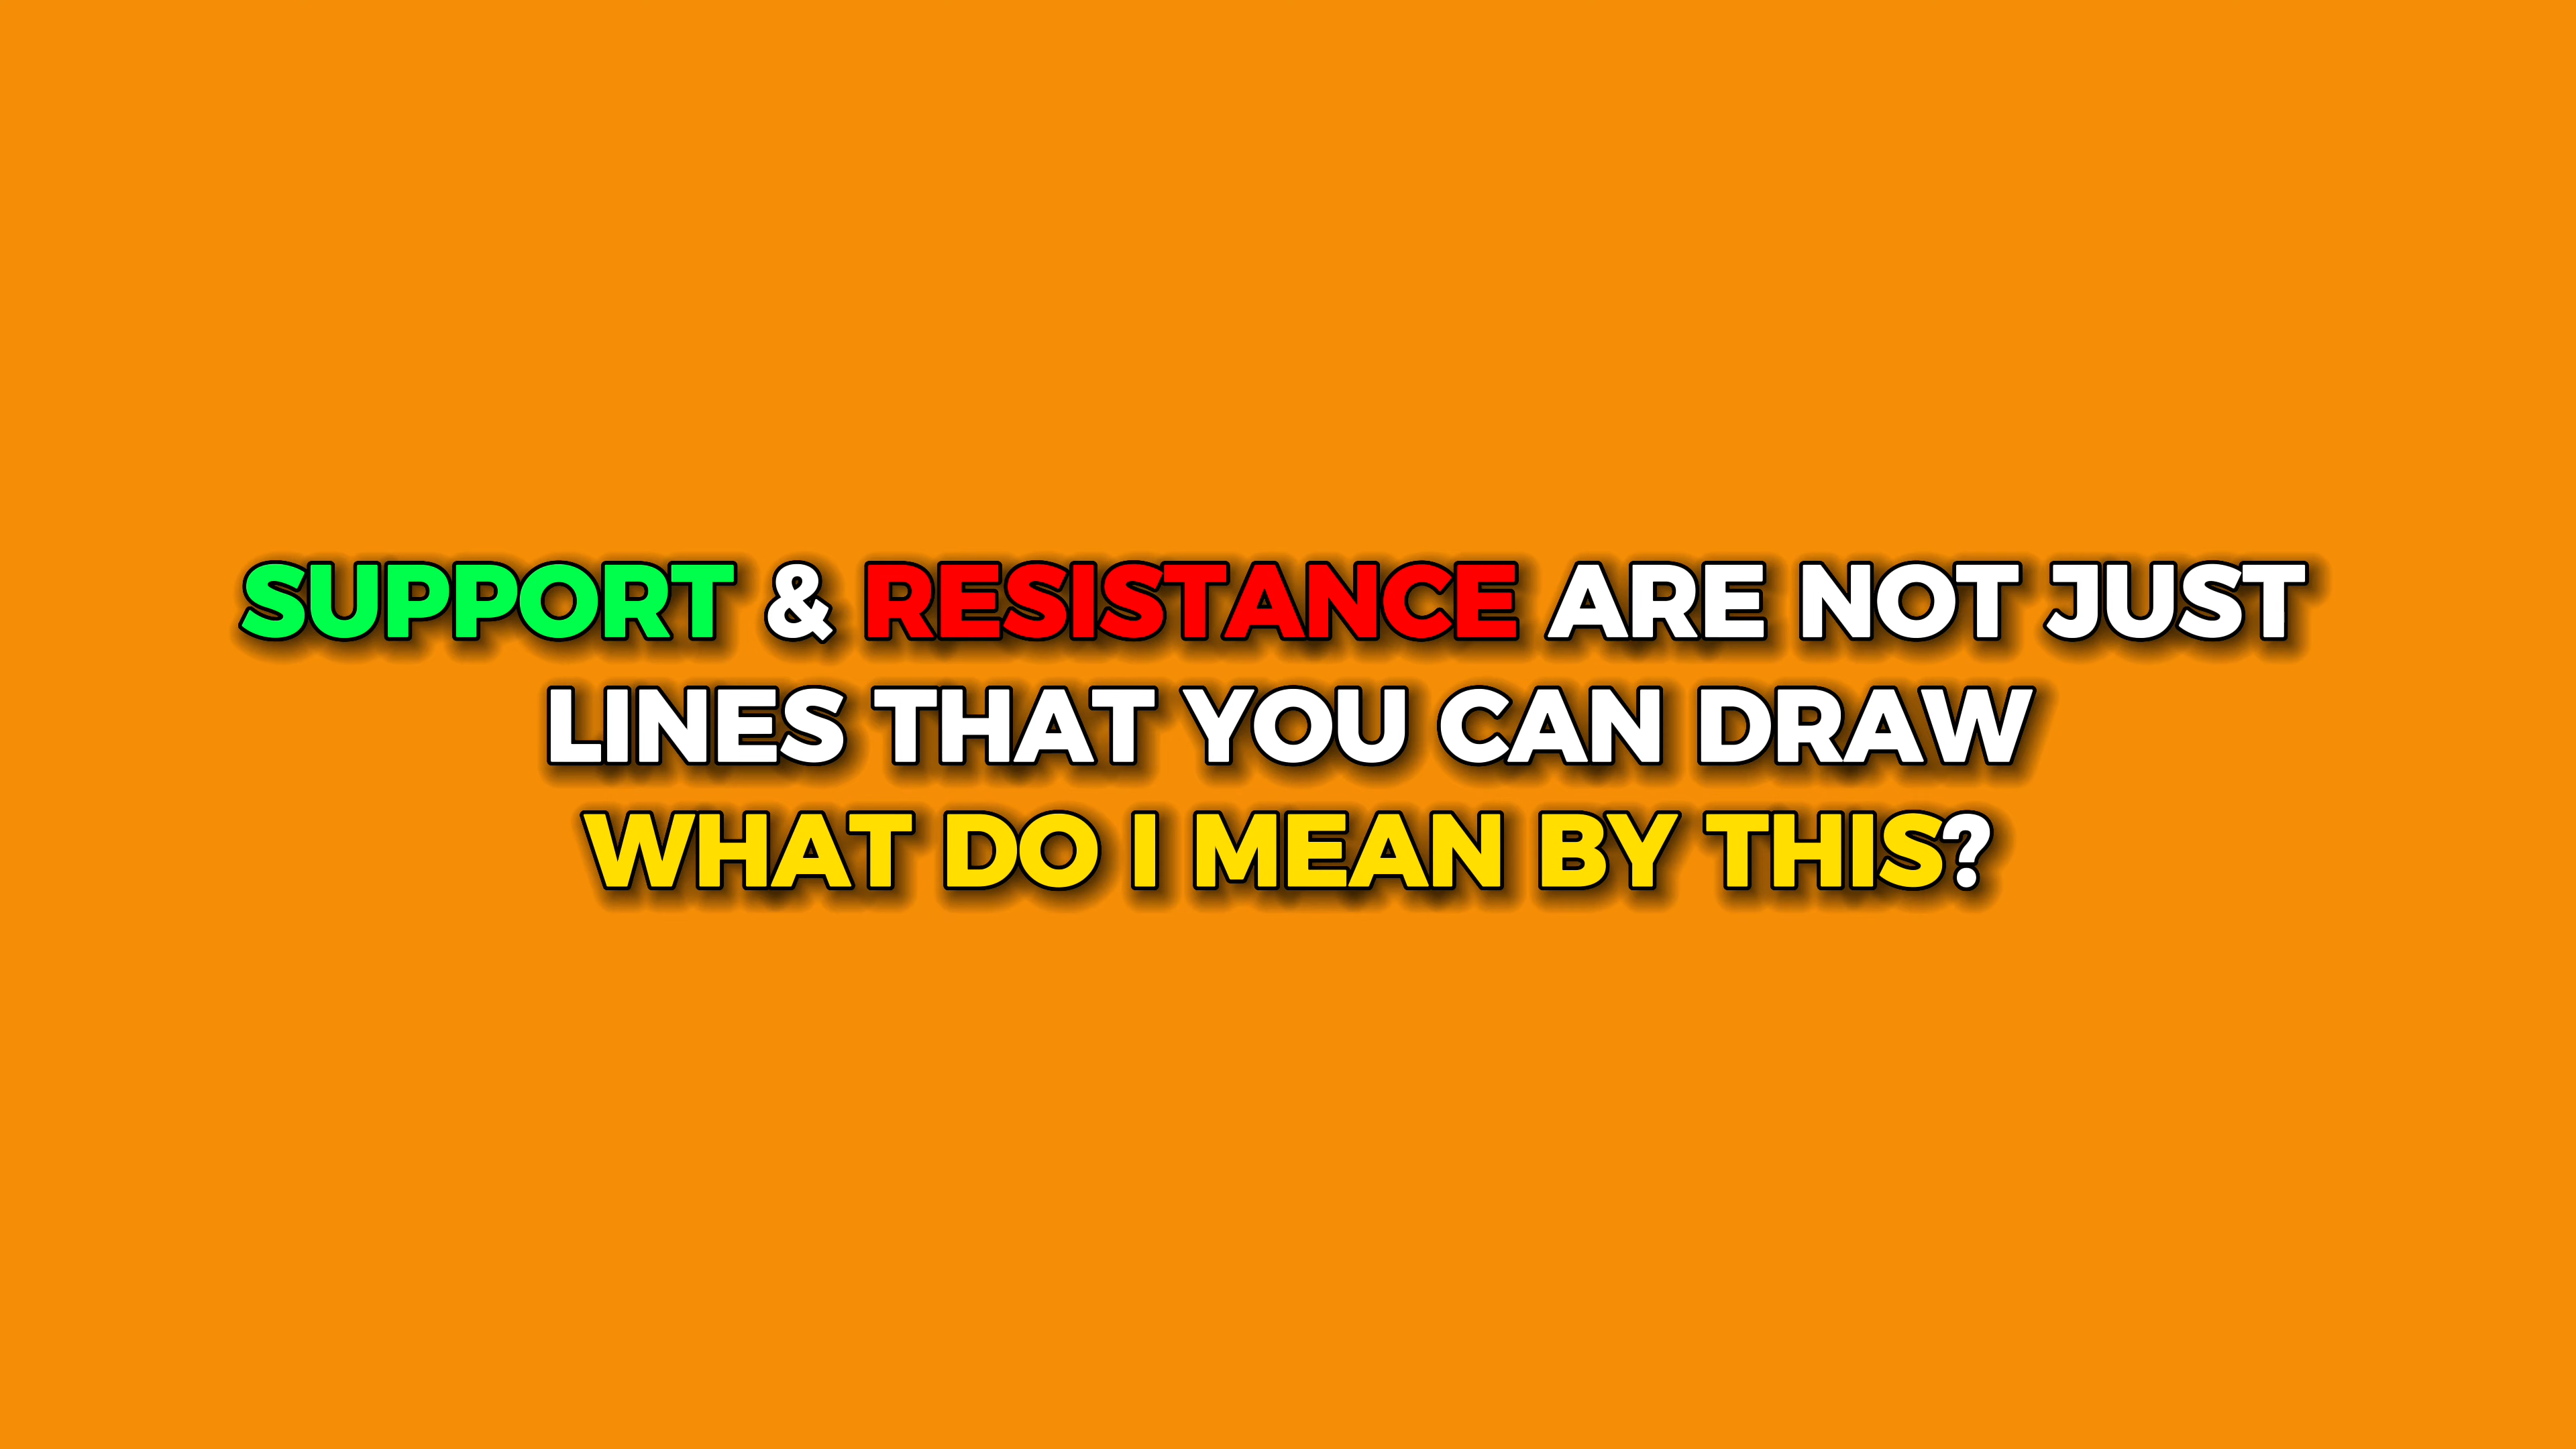 SUPPORT & RESISTANCE ARE NOT JUST
LINES THAT YOU CAN DRAW
WHAT DO I MEAN BY THIS?